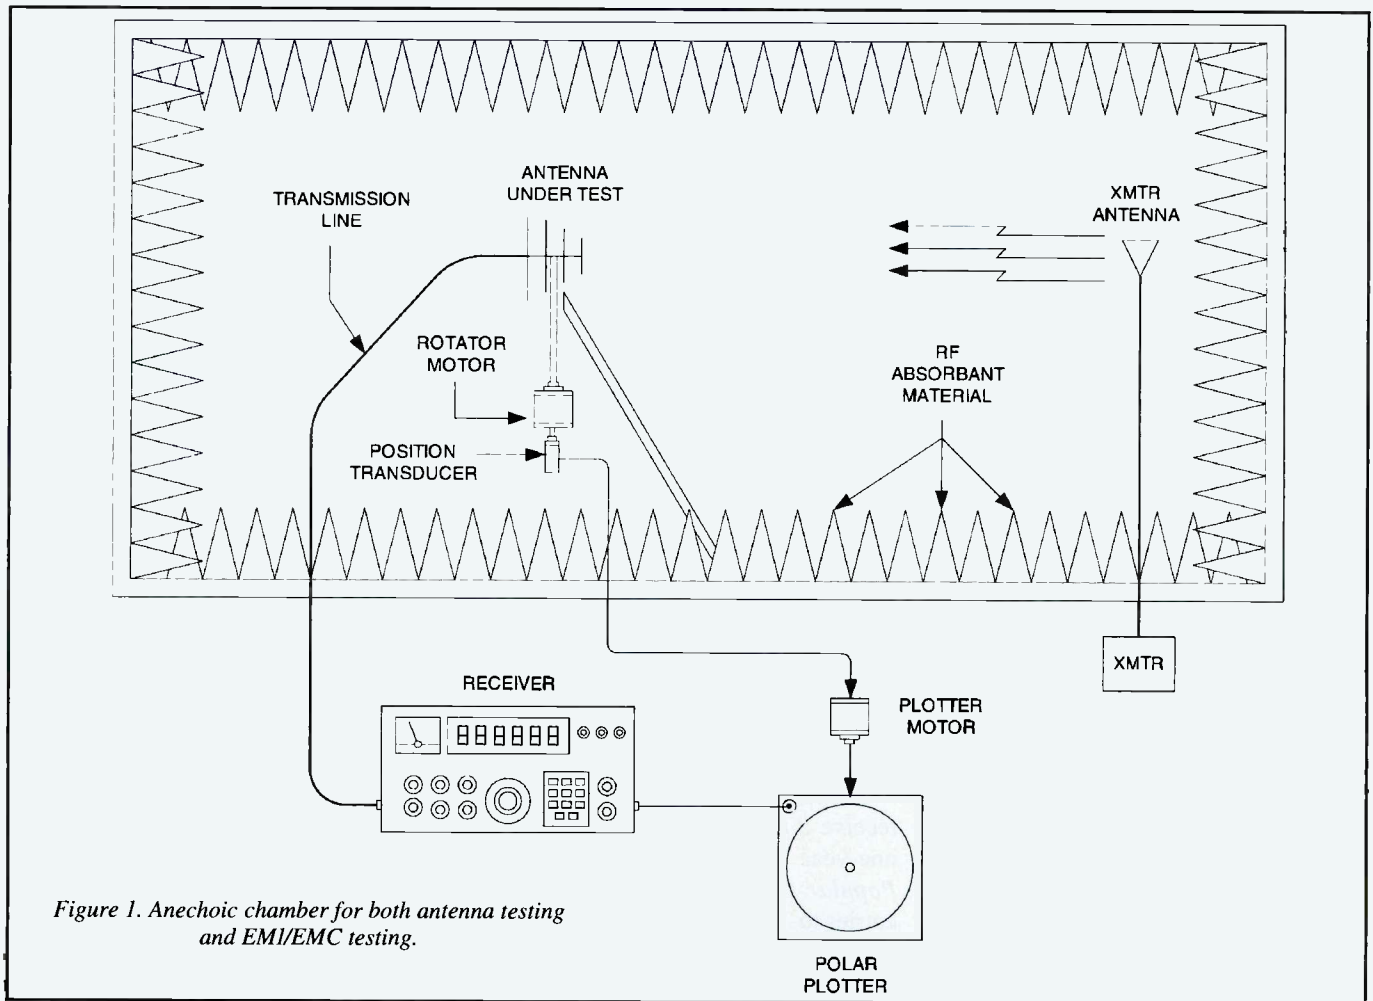 ANTENNA
UNDER TEST
TRANSMISSION
LINE
XMTR
ANTENNA
ROTATOR
MOTOR
RF
ABSORBANT
MATERIAL
POSITION
TRANSDUCER
XMTR
RECEIVER
PLOTTER
MOTOR
Figure 1. Anechoic chamber for both antenna testing
and EMI/EMC testing.
POLAR
PLOTTER